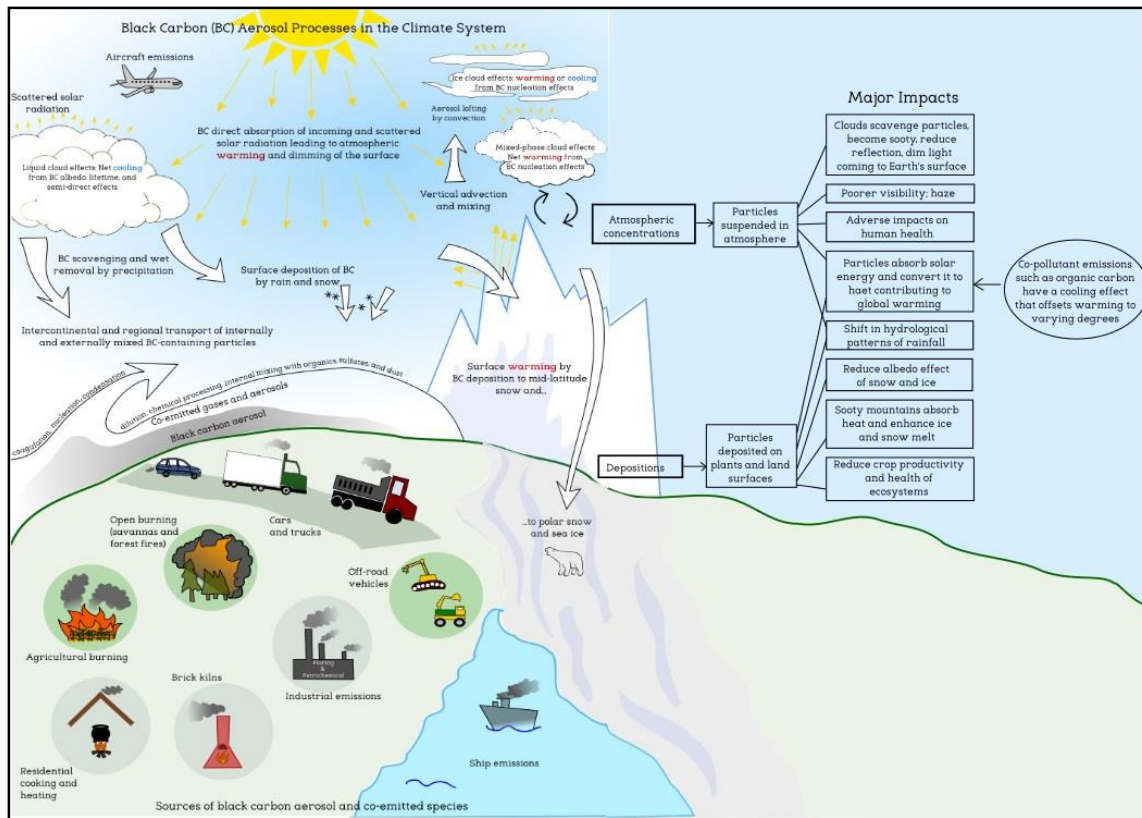 Black Carbon (BC) Aerosol Processes in the Climate System
Aircraft emissions
Scattered solar
radiation
Liquid cloud effects: Net cooling
from BC albedo, lifetime, and
semi-direct effects
BC direct absorption of incoming and scattered
solar radiation leading to atmospheric
warming and dimming of the surface
Ice cloud effects: warming or cooling
from BC nucleation effects
Aerosol lofting
by convection
Mixed-phase cloud effects:
Net warming from
BC nucleation effects
Vertical advection
and mixing
BC scavenging and wet
removal by precipitation
Surface deposition of BC
by rain and snow
Intercontinental and regional transport of internally
and externally mixed BC-containing particles
coagulation, nucleation, condensation
dilution, chemical processing, internal mixing with organics, sulfates, and dust
Co-emitted gases and aerosols
Black carbon aerosol
Surface warming by
BC deposition to mid-latitude
snow and...
...to polar snow
and sea ice
Cars
and trucks
Open burning
(savannas and
forest fires)
Off-road
vehicles
Agricultural burning
Flaring
&
Petrochemical
Industrial emissions
Brick kilns
Residential
cooking and
heating
Ship emissions
Sources of black carbon aerosol and co-emitted species
Major Impacts
Atmospheric
concentrations
Particles
suspended in
atmosphere
Clouds scavenge particles,
become sooty, reduce
reflection, dim light
coming to Earth's surface
Poorer visibility; haze
Adverse impacts on
human health
Particles absorb solar
energy and convert it to
haet contributing to
global warming
Co-pollutant emissions
such as organic carbon
have a cooling effect
that offsets warming to
varying degrees
Shift in hydrological
patterns of rainfall
Reduce albedo effect
of snow and ice
Sooty mountains absorb
heat and enhance ice
and snow melt
Reduce crop productivity
and health of
ecosystems
Depositions
Particles
deposited on
plants and land
surfaces